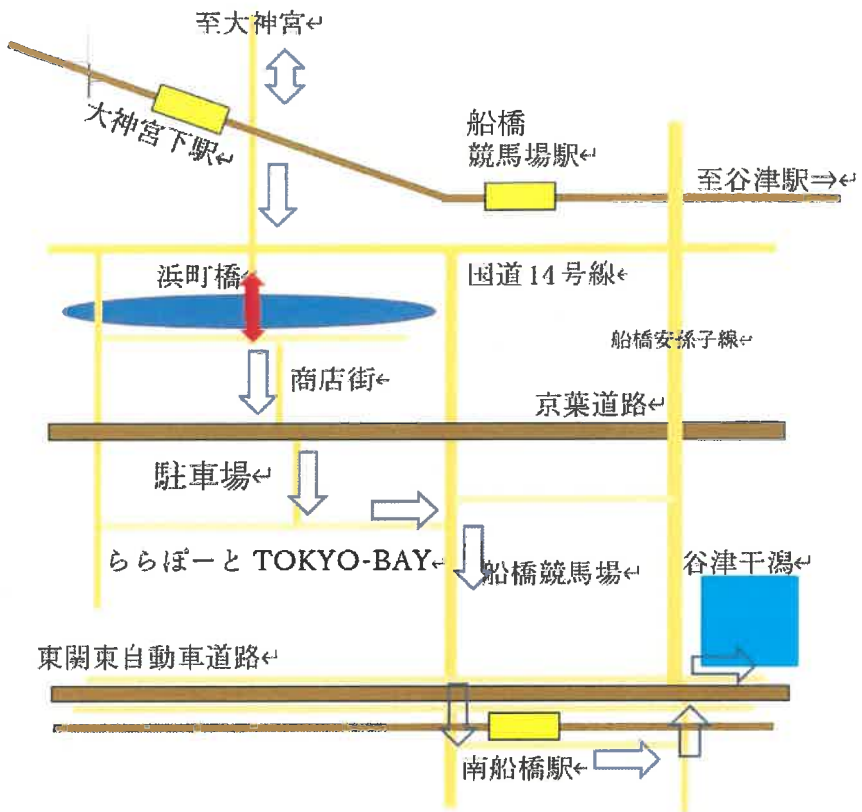 至大神宮↵
大神宮下駅↵
船橋
競馬場駅↵
至谷津駅⇒↵
浜町橋↵
国道14号線↵
船橋安孫子線↵
商店街↵
京葉道路↵
駐車場↵
ららぽーと TOKYO-BAY↵
船橋競馬場↵
谷津干潟↵
東関東自動車道路↵
南船橋駅↵